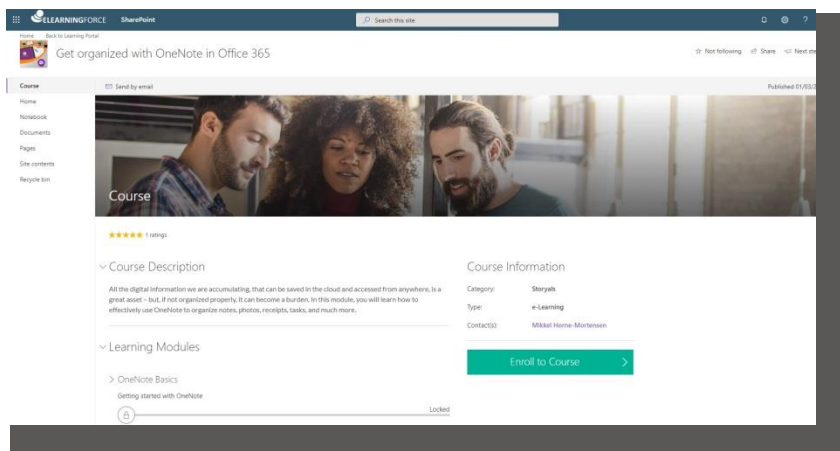 ELEARNINGFORCE SharePoint Search this site ?
Home Back to Learning Portal
Get organized with OneNote in Office 365
Not following Share Next
Course Send by email Published 01/03/
Home
Notebook
Documents
Pages
Site contents
Recycle bin
Course
1 ratings
Course Description
All the digital information we are accumulating, that can be saved in the cloud and accessed from anywhere, is a
great asset – but, if not organized properly, it can become a burden. In this module, you will learn how to
effectively use OneNote to organize notes, photos, receipts, tasks, and much more.
Learning Modules
OneNote Basics
Getting started with OneNote
Locked
Course Information
Category: Storyals
Type: e-Learning
Contact(s): Mikkel Horne-Mortensen
Enroll to Course